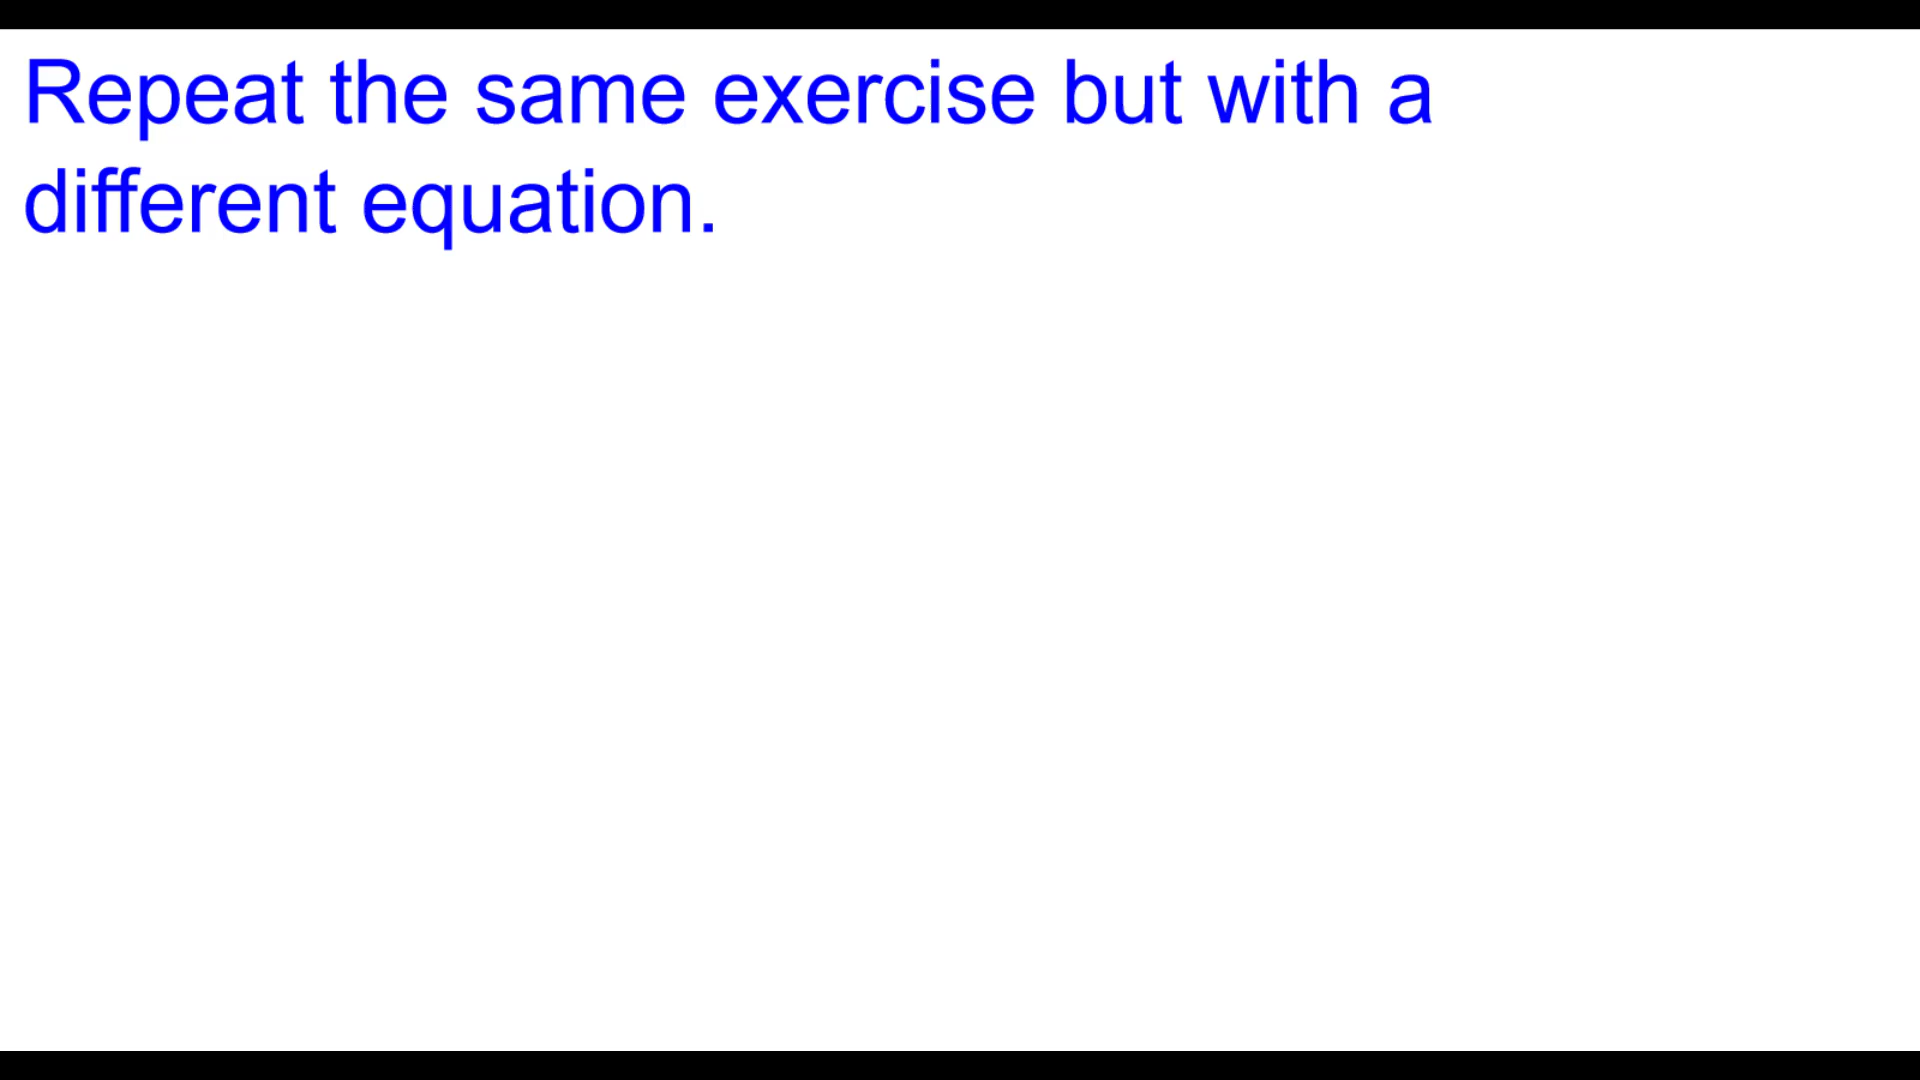 Repeat the same exercise but with a
different equation.